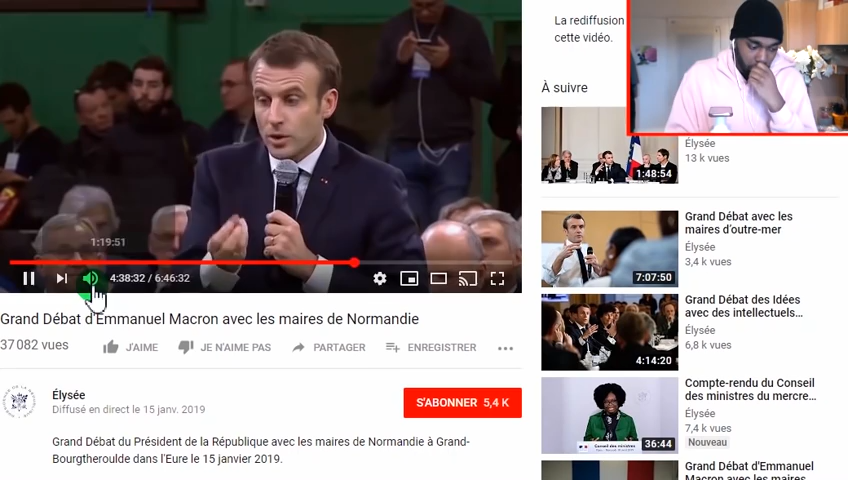 1:19:51
4:38:32 / 6:46:32
Grand Débat d'Emmanuel Macron avec les maires de Normandie
37 082 vues
J'AIME
JE N'AIME PAS
PARTAGER
ENREGISTRER
Élysée
Diffusé en direct le 15 janv. 2019
S'ABONNER 5,4 K
Grand Débat du Président de la République avec les maires de Normandie à Grand-
Bourgtheroulde dans l'Eure le 15 janvier 2019.
La rediffusion
cette vidéo.
À suivre
1:48:54
Élysée
13 k vues
7:07:50
Grand Débat avec les
maires d'outre-mer
Élysée
3,4 k vues
4:14:20
Grand Débat des Idées
avec des intellectuels...
Élysée
6,8 k vues
Conseil des ministres
36:44
Compte-rendu du Conseil
des ministres du mercre...
Élysée
7,4 k vues
Nouveau
Grand Débat d'Emmanuel
Macron avec les maires